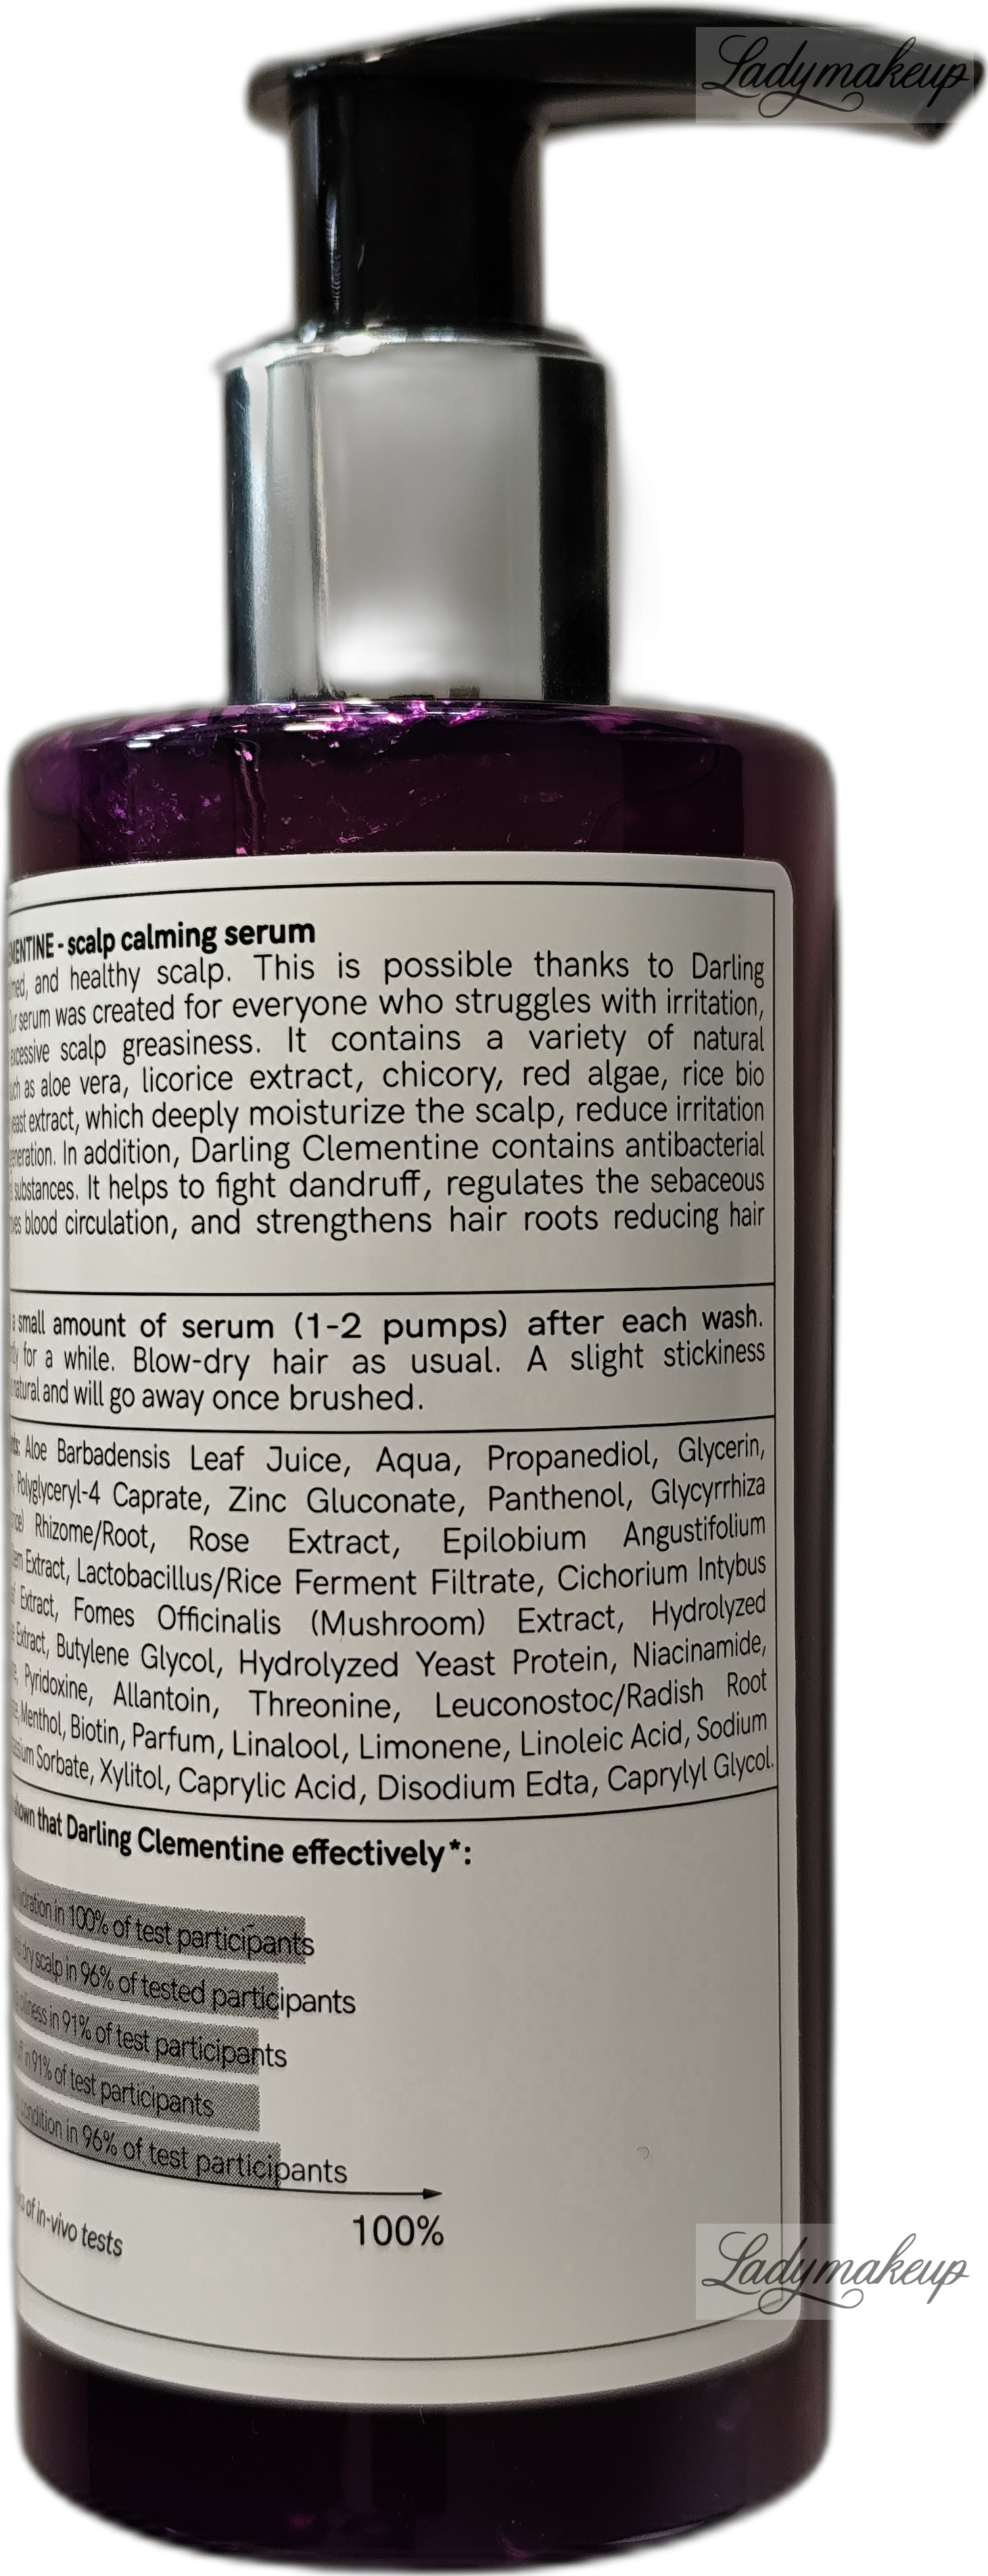 Ladymakeup
- scalp calming serum
and healthy scalp. This is possible thanks to Darling
serum was created for everyone who struggles with irritation,
scalp greasiness. It contains a variety of natural
as aloe vera, licorice extract, chicory, red algae, rice bio
extract, which deeply moisturize the scalp, reduce irritation
In addition, Darling Clementine contains antibacterial
substances. It helps to fight dandruff, regulates the sebaceous
blood circulation, and strengthens hair roots reducing hair
a small amount of serum (1-2 pumps) after each wash.
for a while. Blow-dry hair as usual. A slight stickiness
natural and will go away once brushed.
Aloe Barbadensis Leaf Juice, Aqua, Propanediol, Glycerin,
Polyglyceryl-4 Caprate, Zinc Gluconate, Panthenol, Glycyrrhiza
Rhizome/Root, Rose Extract, Epilobium Angustifolium
Extract, Lactobacillus/Rice Ferment Filtrate, Cichorium Intybus
Extract, Fomes Officinalis (Mushroom) Extract, Hydrolyzed
Extract, Butylene Glycol, Hydrolyzed Yeast Protein, Niacinamide,
Pyridoxine, Allantoin, Threonine, Leuconostoc/Radish Root
Menthol, Biotin, Parfum, Linalool, Limonene, Linoleic Acid, Sodium
Sorbate, Xylitol, Caprylic Acid, Disodium Edta, Caprylyl Glycol.
shown that Darling Clementine effectively*:
in 100% of test participants
dry scalp in 96% of tested participants
in 91% of test participants
in 91% of test participants
condition in 96% of test participants
100%
of in-vivo tests
Ladymakeup